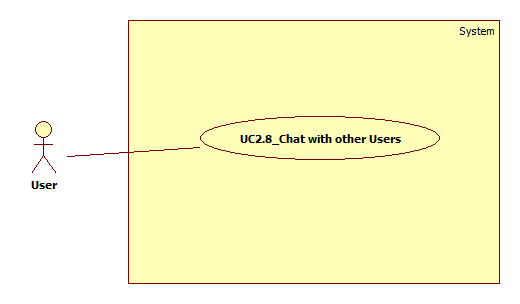 System
UC2.8_Chat with other Users
User